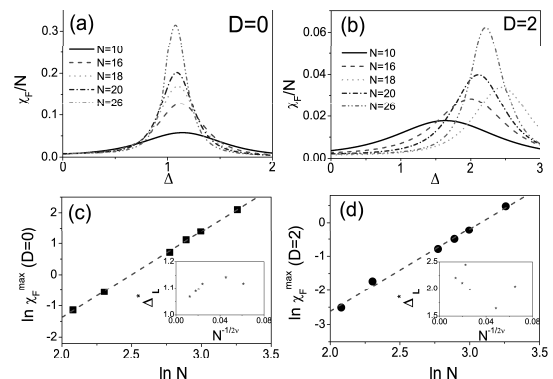 (a) D=0
N=10
N=16
N=18
N=20
N=26
χF/N
0.3
0.2
0.1
0.0
0 1 2
Δ
(b) D=2
N=10
N=16
N=18
N=20
N=26
χF/N
0.06
0.04
0.02
0.00
0 1 2 3
Δ
(c)
ln χF^max (D=0)
2
1
0
-1
2.0 2.5 3.0 3.5
ln N
Δ*L
1.2
1.1
1.0
0.00 0.04 0.08
N^-1/2ν
(d)
ln χF^max (D=2)
0
-1
-2
-3
2.0 2.5 3.0 3.5
ln N
Δ*L
2.5
2.0
1.5
0.00 0.04 0.08
N^-1/2ν